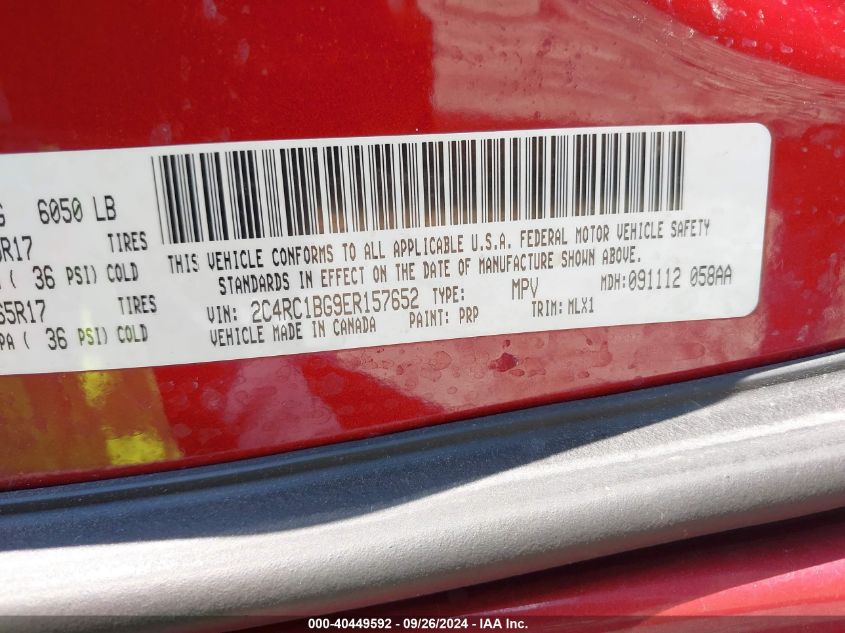 G 6050 LB
5R17 TIRES
A ( 36 PSI) COLD
65R17 TIRES
PA ( 36 PSI) COLD
THIS VEHICLE CONFORMS TO ALL APPLICABLE U.S.A. FEDERAL MOTOR VEHICLE SAFETY
STANDARDS IN EFFECT ON THE DATE OF MANUFACTURE SHOWN ABOVE.
VIN: 2C4RC1BG9ER157652 TYPE: MPV MDH: 091112 058AA
VEHICLE MADE IN CANADA PAINT: PRP TRIM: MLX1
000-40449592 - 09/26/2024 - IAA Inc.